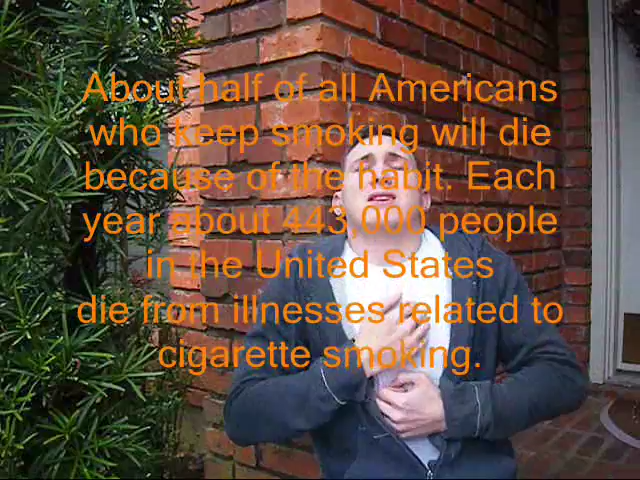 About half of all Americans
who keep smoking will die
because of the habit. Each
year about 443,000 people
in the United States
die from illnesses related to
cigarette smoking.